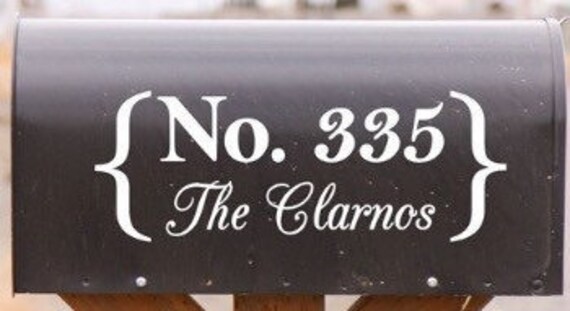 {No. 335
The Clarnos}